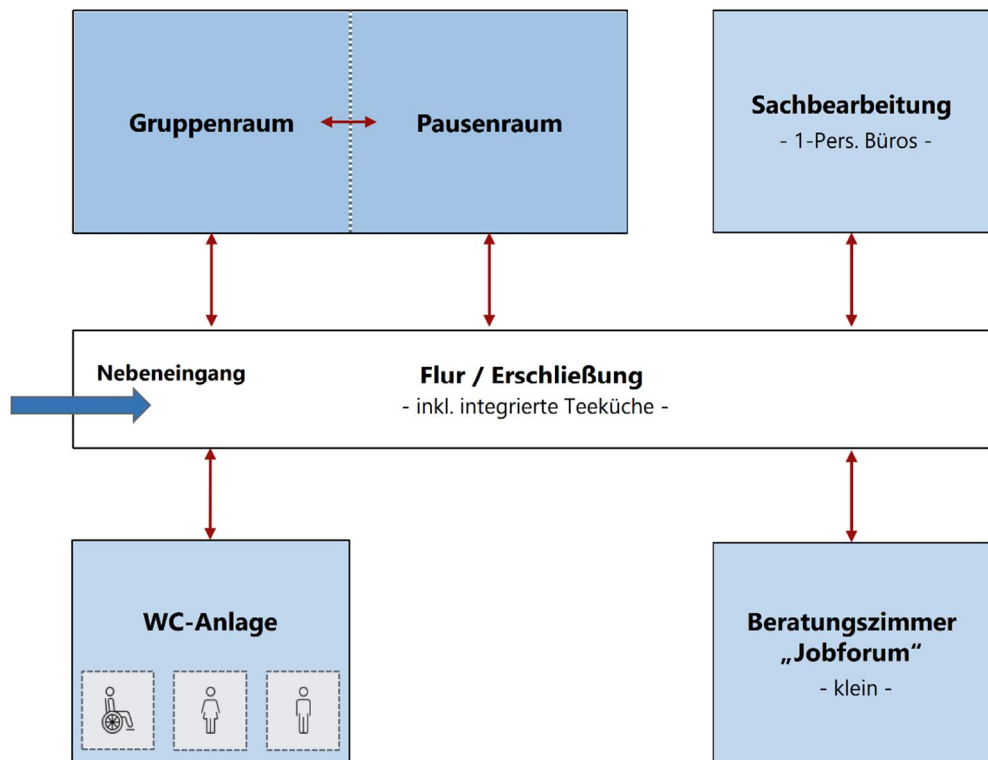 Gruppenraum
Pausenraum
Sachbearbeitung
- 1-Pers. Büros -
Nebeneingang
Flur / Erschließung
- inkl. integrierte Teeküche -
WC-Anlage
Beratungszimmer
„Jobforum“
- klein -